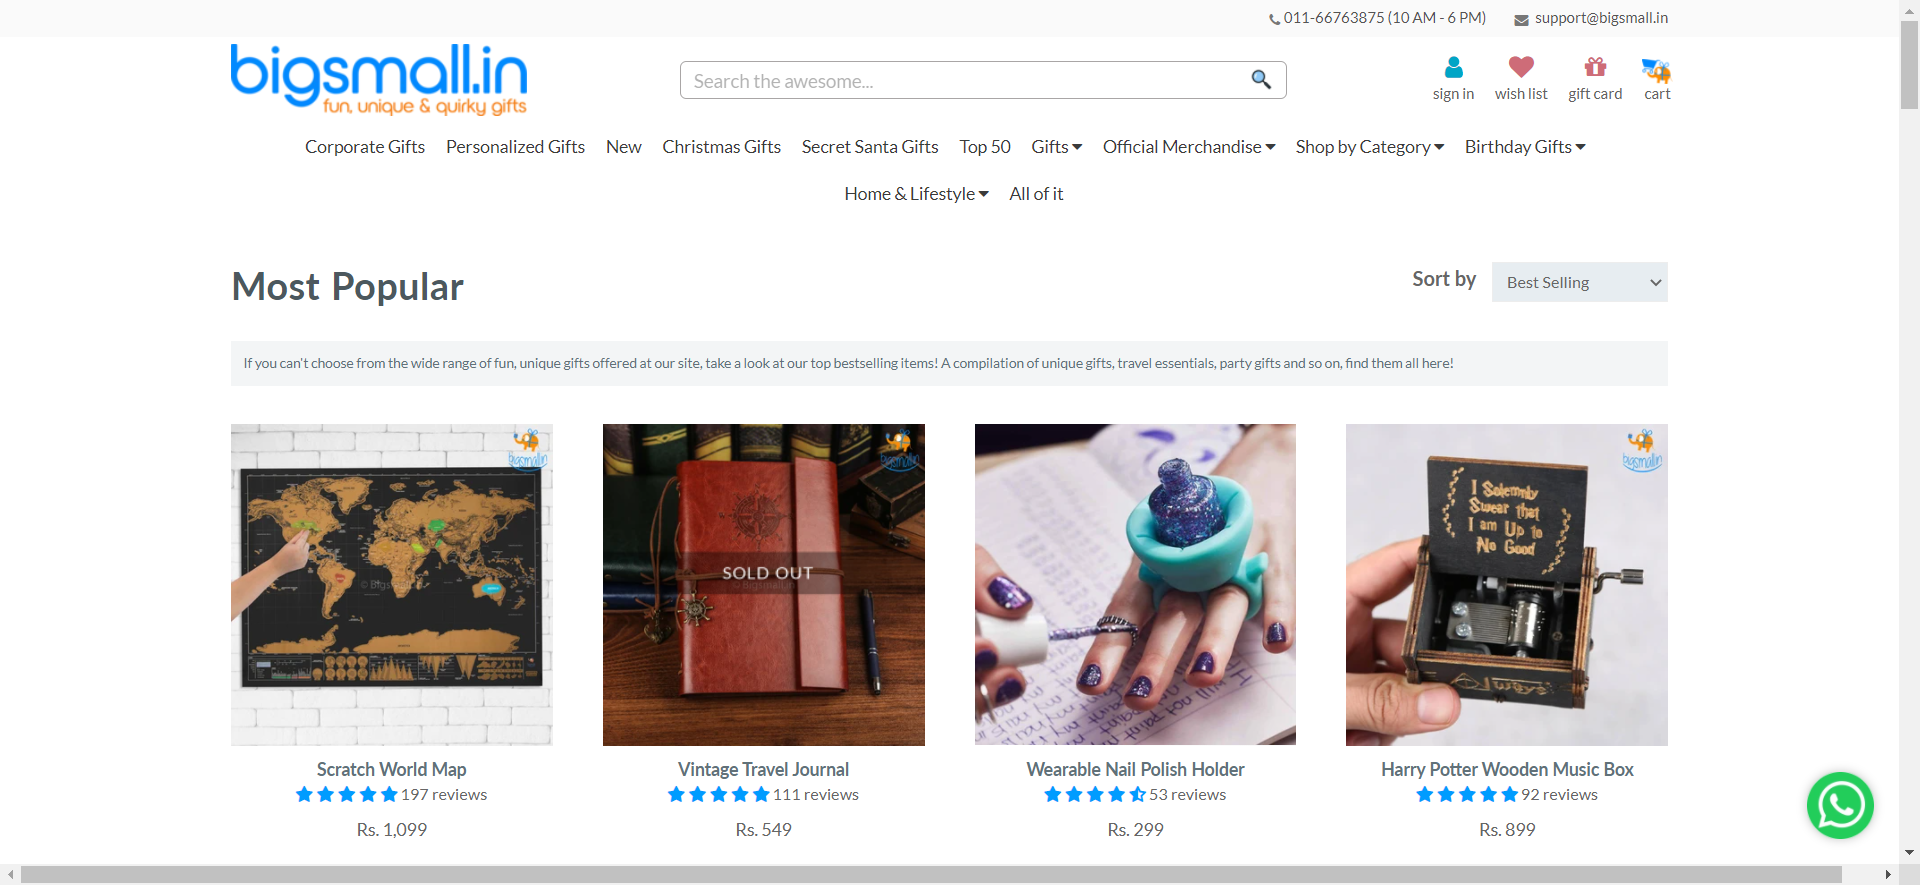 011-66763875 (10 AM - 6 PM) support@bigsmall.in
bigsmall.in
fun, unique & quirky gifts
Search the awesome...
sign in wish list gift card cart
Corporate Gifts Personalized Gifts New Christmas Gifts Secret Santa Gifts Top 50 Gifts Official Merchandise Shop by Category Birthday Gifts
Home & Lifestyle All of it
Most Popular
Sort by Best Selling
If you can't choose from the wide range of fun, unique gifts offered at our site, take a look at our top bestselling items! A compilation of unique gifts, travel essentials, party gifts and so on, find them all here!
bigsmall.in
bigsmall.in
bigsmall.in
I Solemnly
Swear that
I am Up to
No Good
Always
SOLD OUT
Scratch World Map
197 reviews
Rs. 1,099
Vintage Travel Journal
111 reviews
Rs. 549
Wearable Nail Polish Holder
53 reviews
Rs. 299
Harry Potter Wooden Music Box
92 reviews
Rs. 899